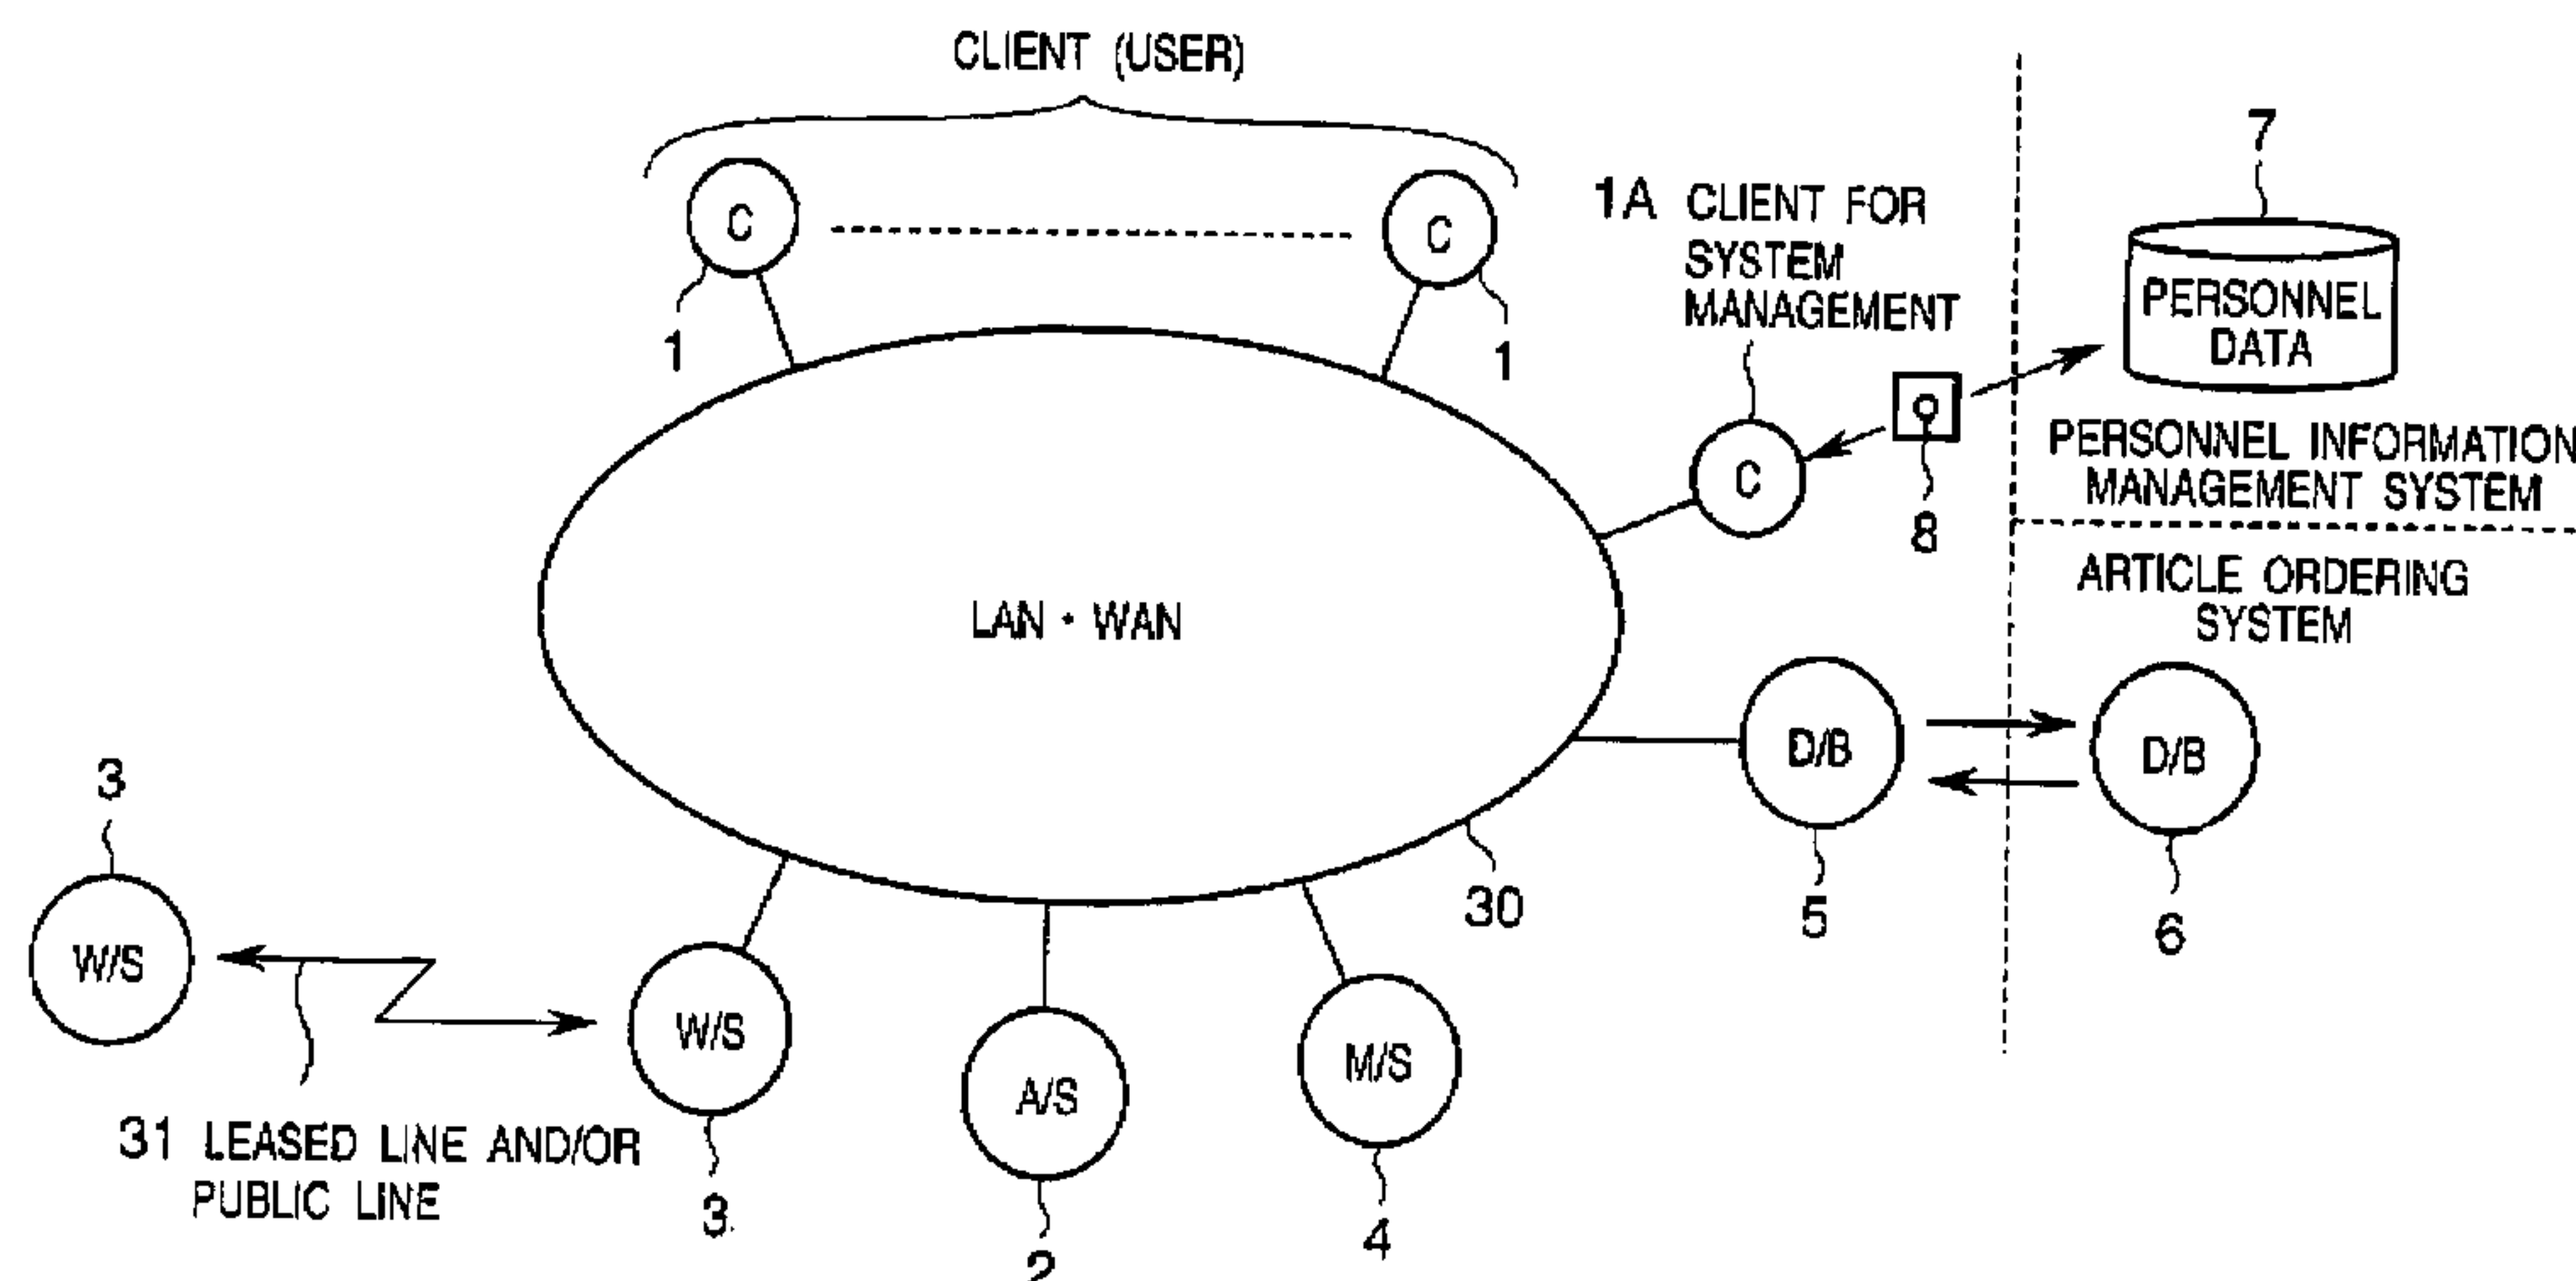 CLIENT (USER)
C
C
1
1
1A CLIENT FOR
SYSTEM
MANAGEMENT
C
8
7
PERSONNEL
DATA
PERSONNEL INFORMATION
MANAGEMENT SYSTEM
ARTICLE ORDERING
SYSTEM
LAN・WAN
D/B
5
D/B
6
30
3
W/S
31 LEASED LINE AND/OR
PUBLIC LINE
W/S
3
A/S
2
M/S
4